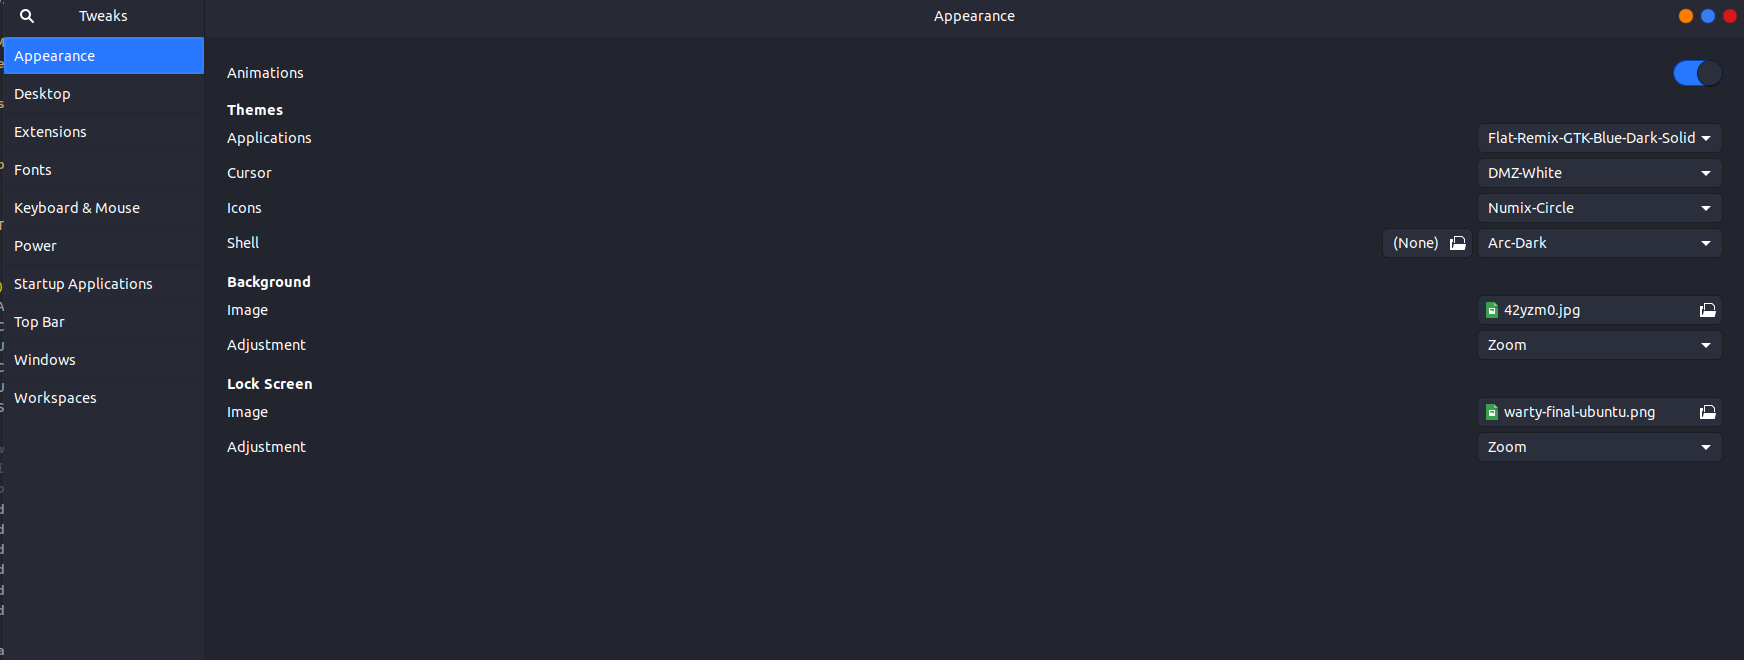 Tweaks
Appearance
Appearance
Desktop
Extensions
Fonts
Keyboard & Mouse
Power
Startup Applications
Top Bar
Windows
Workspaces
Animations
Themes
Applications Flat-Remix-GTK-Blue-Dark-Solid
Cursor DMZ-White
Icons Numix-Circle
Shell (None) Arc-Dark
Background
Image 42yzm0.jpg
Adjustment Zoom
Lock Screen
Image warty-final-ubuntu.png
Adjustment Zoom